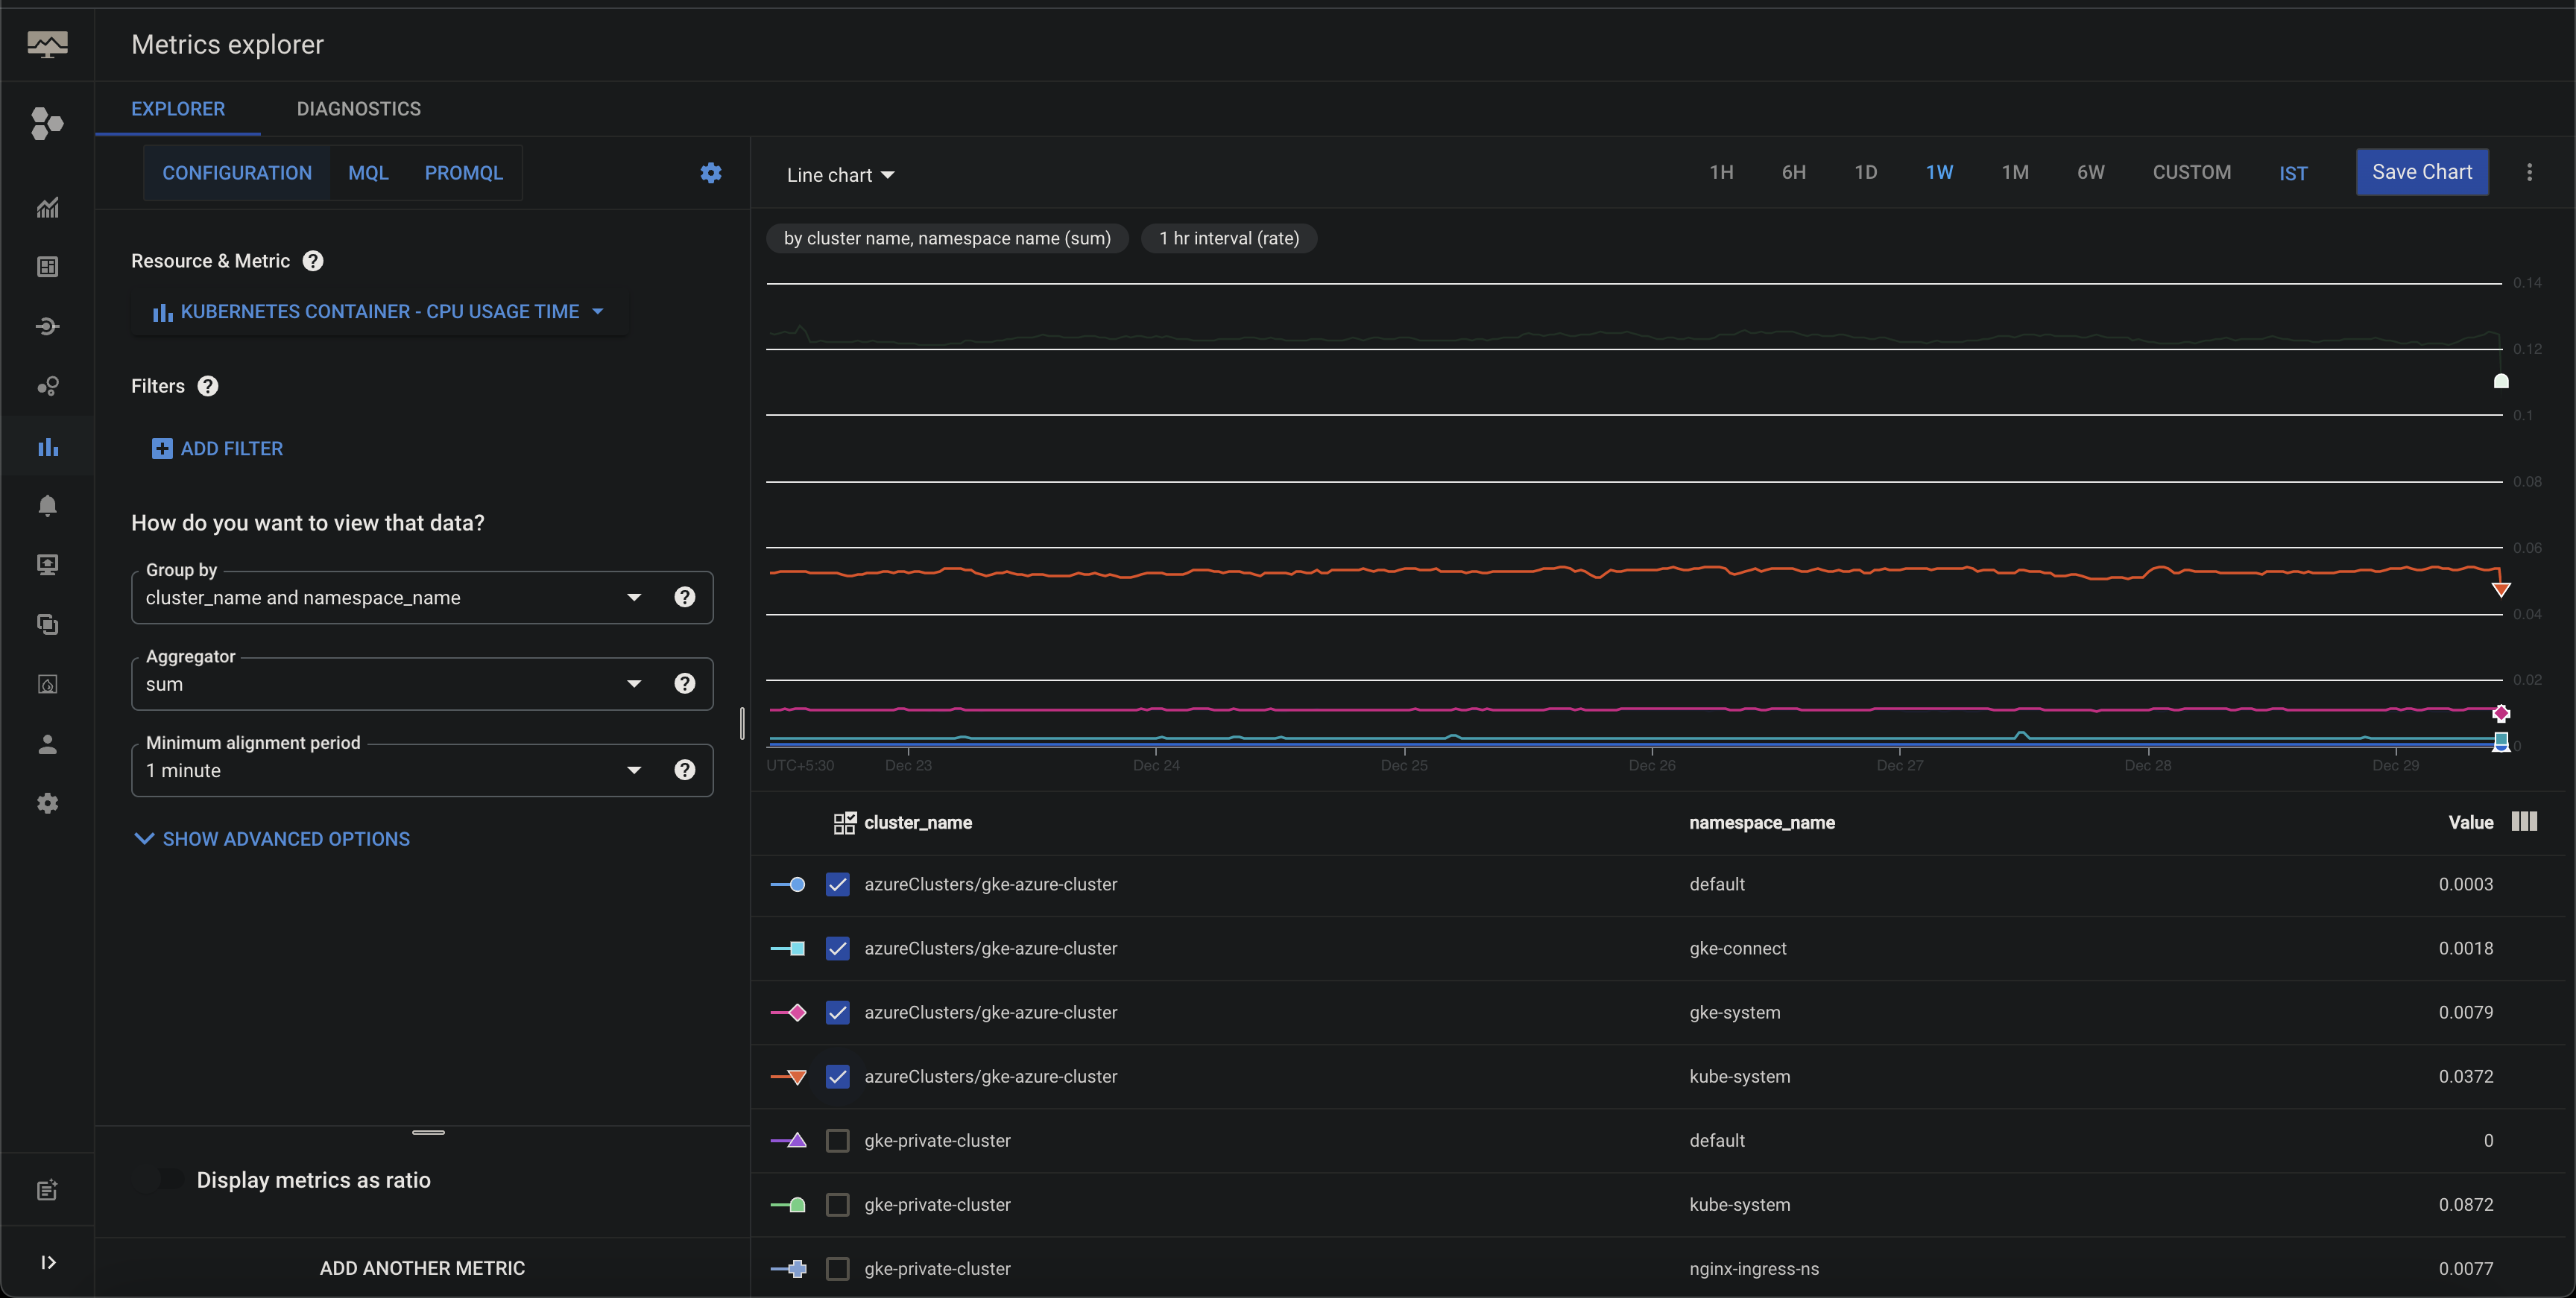 Metrics explorer
EXPLORER DIAGNOSTICS
CONFIGURATION MQL PROMQL
Resource & Metric
KUBERNETES CONTAINER - CPU USAGE TIME
Filters
ADD FILTER
How do you want to view that data?
Group by
cluster_name and namespace_name
Aggregator
sum
Minimum alignment period
1 minute
SHOW ADVANCED OPTIONS
Display metrics as ratio
ADD ANOTHER METRIC
Line chart 1H 6H 1D 1W 1M 6W CUSTOM IST Save Chart
by cluster name, namespace name (sum) 1 hr interval (rate)
0.14
0.12
0.1
0.08
0.06
0.04
0.02
0
UTC+5:30 Dec 23 Dec 24 Dec 25 Dec 26 Dec 27 Dec 28 Dec 29
cluster_name namespace_name Value
azureClusters/gke-azure-cluster default 0.0003
azureClusters/gke-azure-cluster gke-connect 0.0018
azureClusters/gke-azure-cluster gke-system 0.0079
azureClusters/gke-azure-cluster kube-system 0.0372
gke-private-cluster default 0
gke-private-cluster kube-system 0.0872
gke-private-cluster nginx-ingress-ns 0.0077